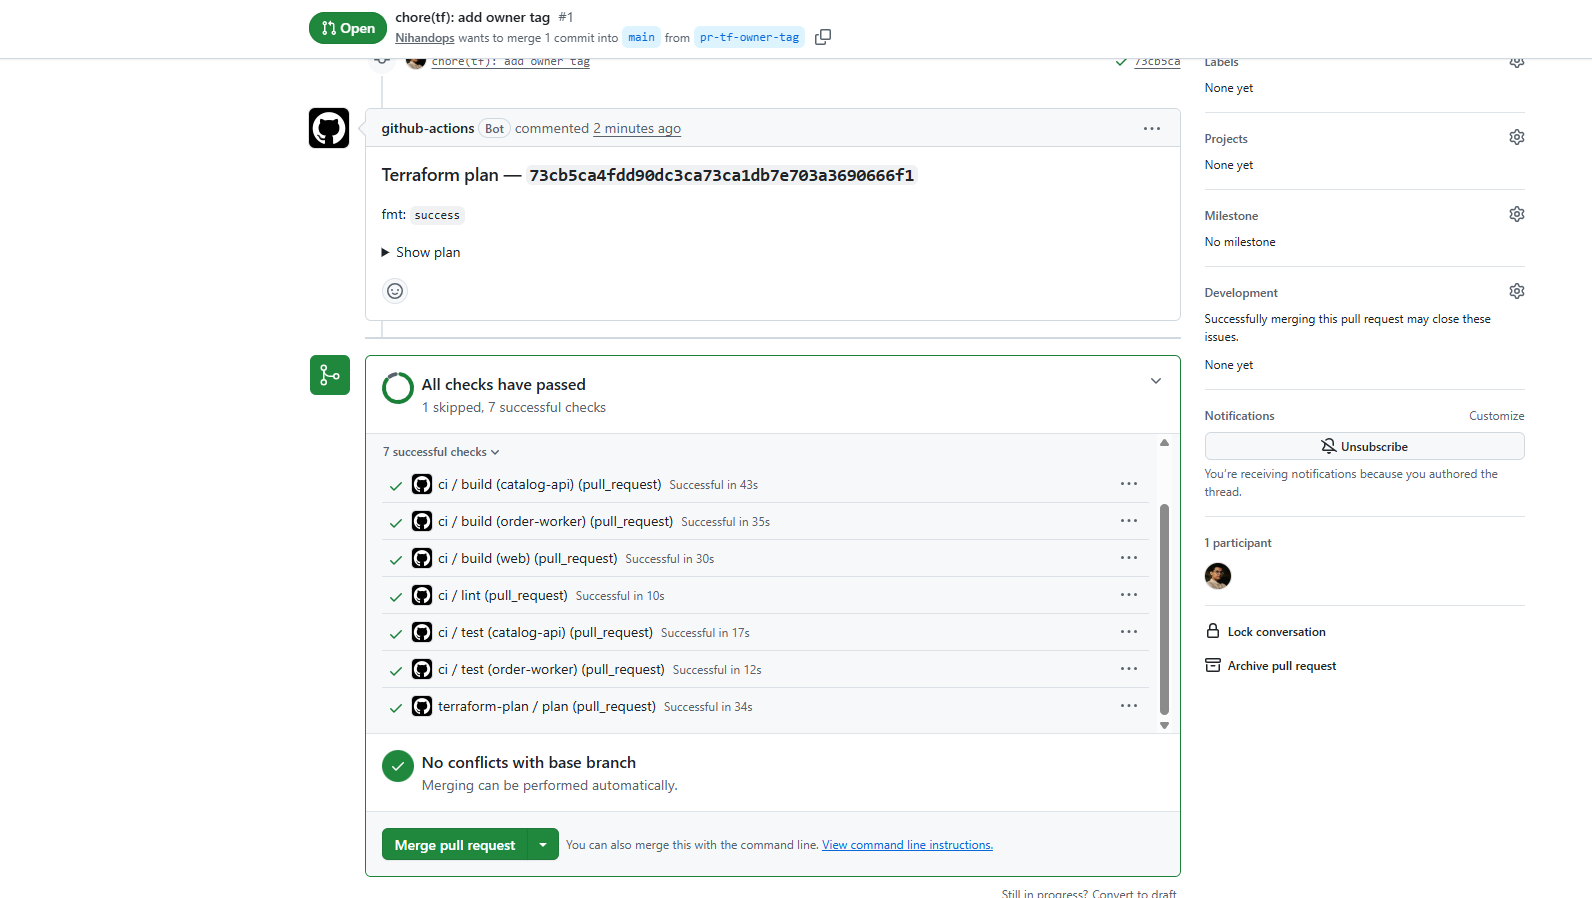 Open
chore(tf): add owner tag #1
Nihandops wants to merge 1 commit into main from pr-tf-owner-tag
chore(tf): add owner tag 73cb5ca
github-actions Bot commented 2 minutes ago
Terraform plan — 73cb5ca4fdd90dc3ca73ca1db7e703a3690666f1
fmt: success
Show plan
All checks have passed
1 skipped, 7 successful checks
7 successful checks
ci / build (catalog-api) (pull_request) Successful in 43s
ci / build (order-worker) (pull_request) Successful in 35s
ci / build (web) (pull_request) Successful in 30s
ci / lint (pull_request) Successful in 10s
ci / test (catalog-api) (pull_request) Successful in 17s
ci / test (order-worker) (pull_request) Successful in 12s
terraform-plan / plan (pull_request) Successful in 34s
No conflicts with base branch
Merging can be performed automatically.
Merge pull request You can also merge this with the command line. View command line instructions.
Still in progress? Convert to draft
Labels
None yet
Projects
None yet
Milestone
No milestone
Development
Successfully merging this pull request may close these
issues.
None yet
Notifications Customize
Unsubscribe
You're receiving notifications because you authored the
thread.
1 participant
Lock conversation
Archive pull request